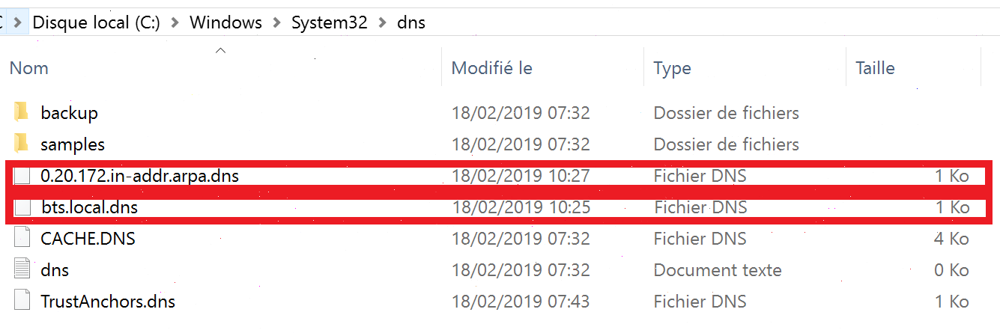 Disque local (C:) > Windows > System32 > dns
Nom Modifié le Type Taille
backup 18/02/2019 07:32 Dossier de fichiers
samples 18/02/2019 07:32 Dossier de fichiers
0.20.172.in-addr.arpa.dns 18/02/2019 10:27 Fichier DNS 1 Ko
bts.local.dns 18/02/2019 10:25 Fichier DNS 1 Ko
CACHE.DNS 18/02/2019 07:32 Fichier DNS 4 Ko
dns 18/02/2019 07:32 Document texte 0 Ko
TrustAnchors.dns 18/02/2019 07:43 Fichier DNS 1 Ko